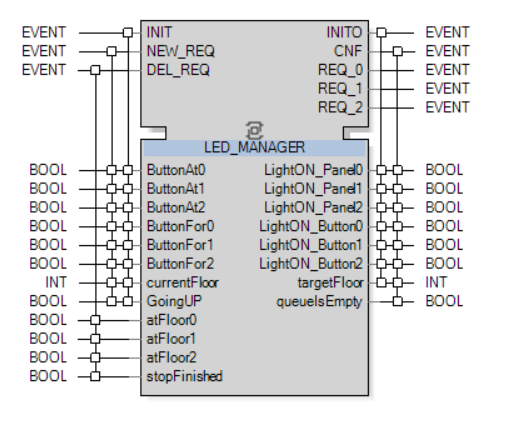 EVENT INIT INITO EVENT
EVENT NEW_REQ CNF EVENT
EVENT DEL_REQ REQ_0 EVENT
REQ_1 EVENT
REQ_2 EVENT
LED_MANAGER
BOOL ButtonAt0 LightON_Panel0 BOOL
BOOL ButtonAt1 LightON_Panel1 BOOL
BOOL ButtonAt2 LightON_Panel2 BOOL
BOOL ButtonFor0 LightON_Button0 BOOL
BOOL ButtonFor1 LightON_Button1 BOOL
BOOL ButtonFor2 LightON_Button2 BOOL
INT currentFloor targetFloor INT
BOOL GoingUP queueIsEmpty BOOL
BOOL atFloor0
BOOL atFloor1
BOOL atFloor2
BOOL stopFinished